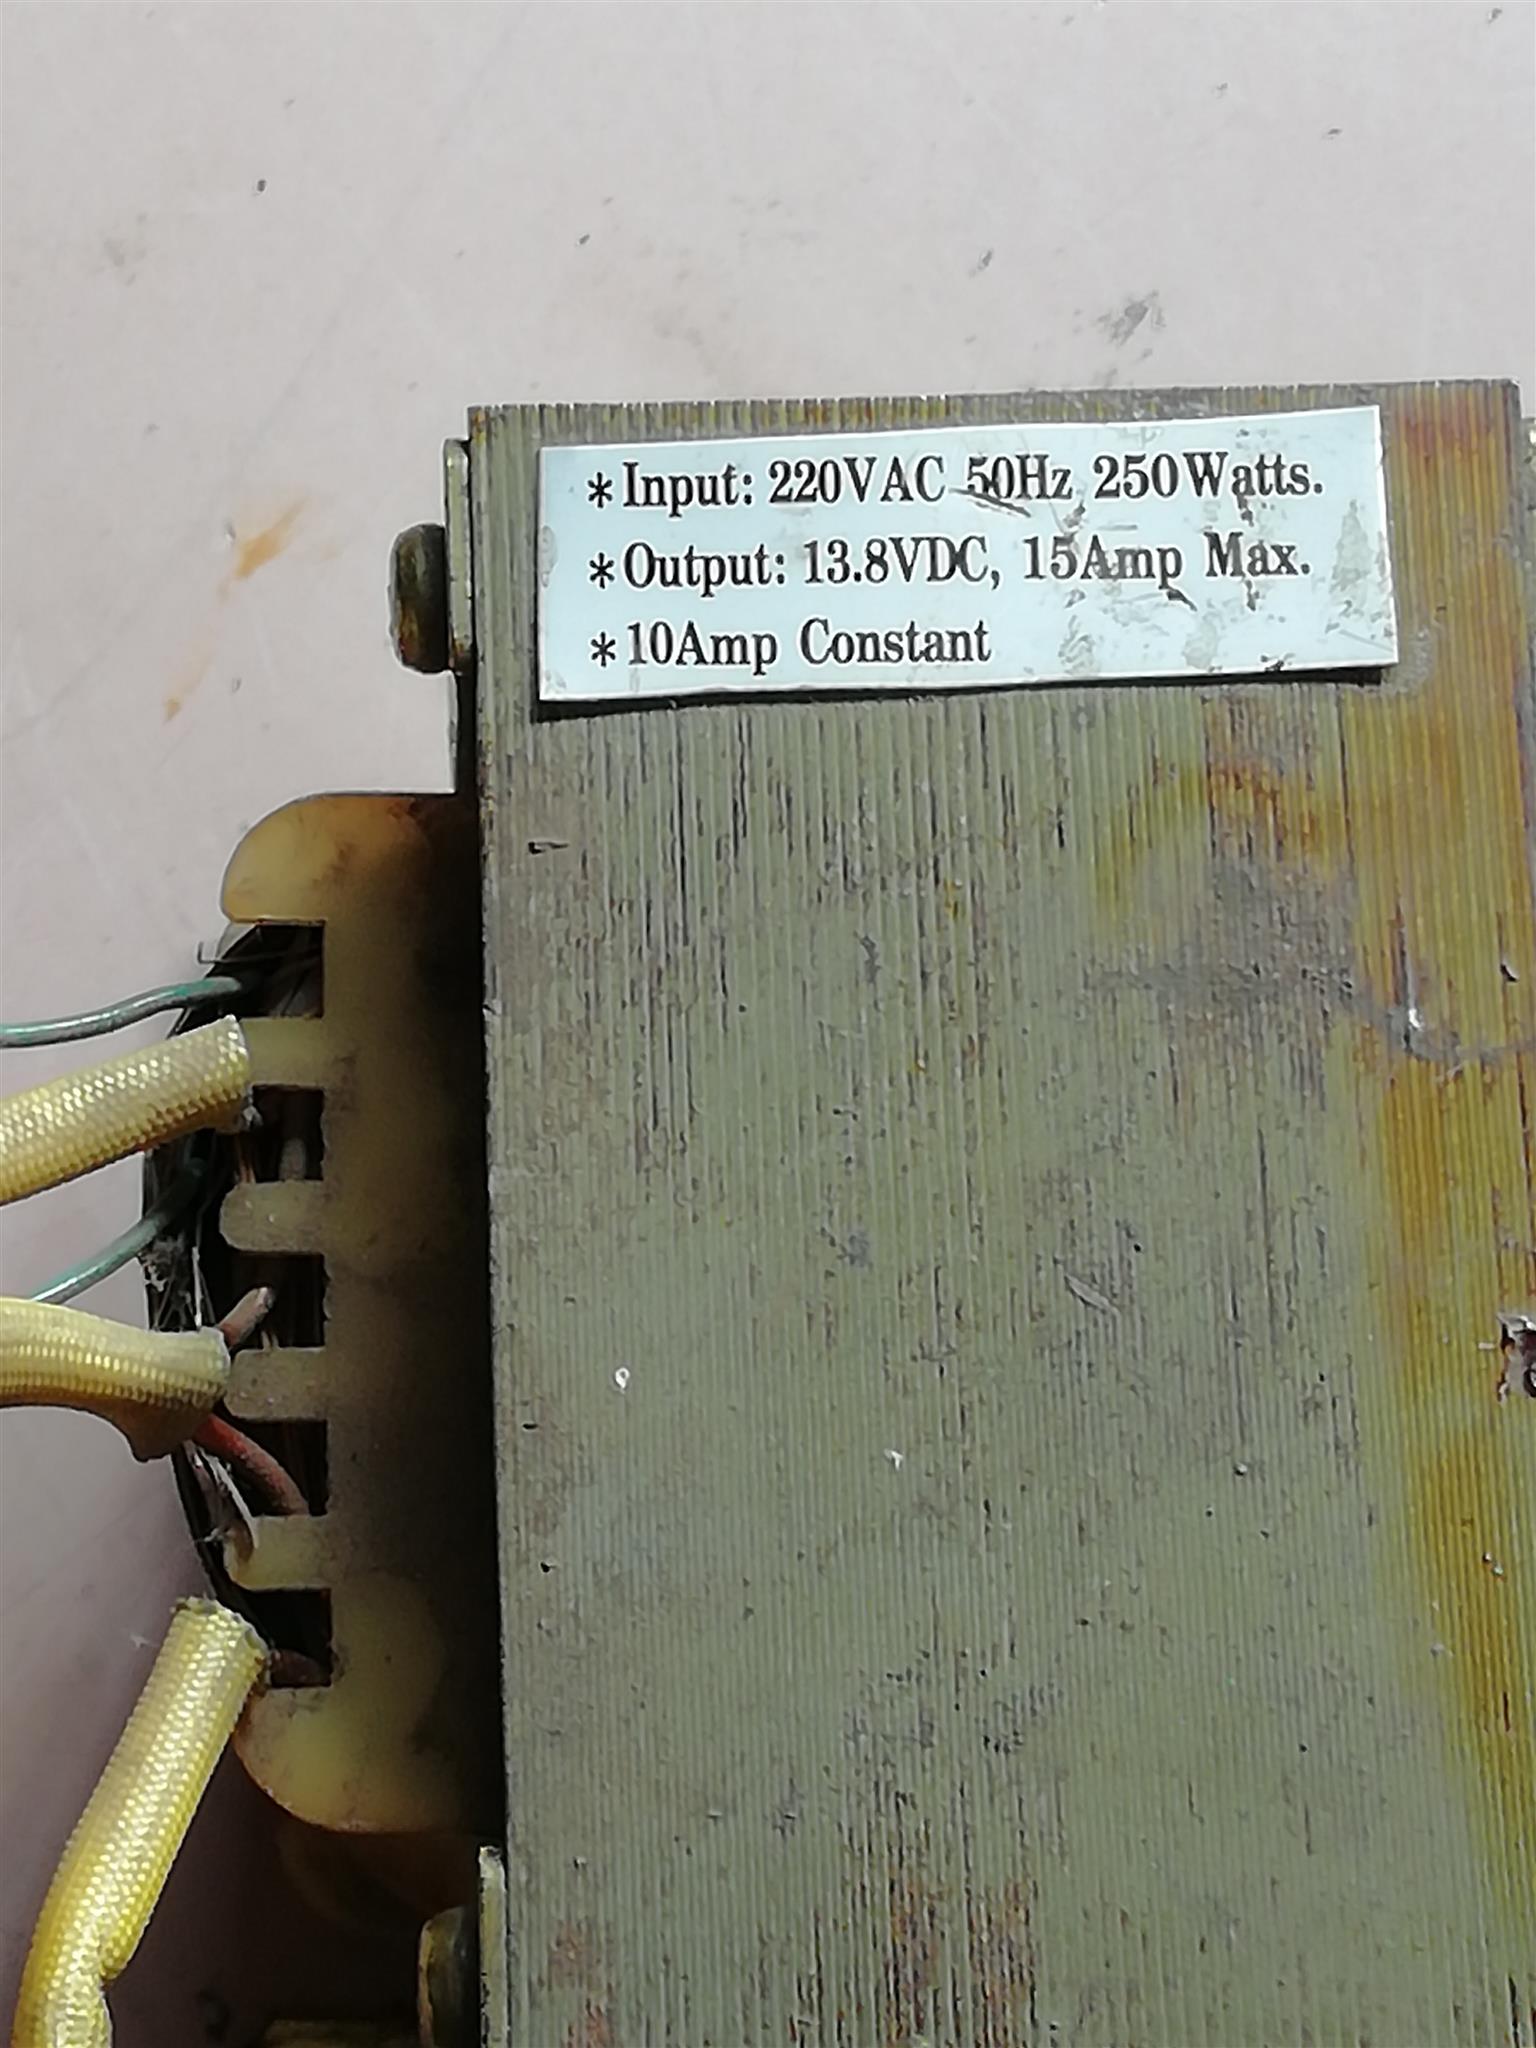 *Input: 220VAC 50Hz 250Watts.
*Output: 13.8VDC, 15Amp Max.
*10Amp Constant